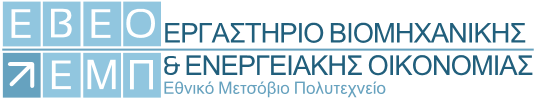 ΕΒΕΟ
ΕΜΠ
ΕΡΓΑΣΤΗΡΙΟ ΒΙΟΜΗΧΑΝΙΚΗΣ
& ΕΝΕΡΓΕΙΑΚΗΣ ΟΙΚΟΝΟΜΙΑΣ
Εθνικό Μετσόβιο Πολυτεχνείο